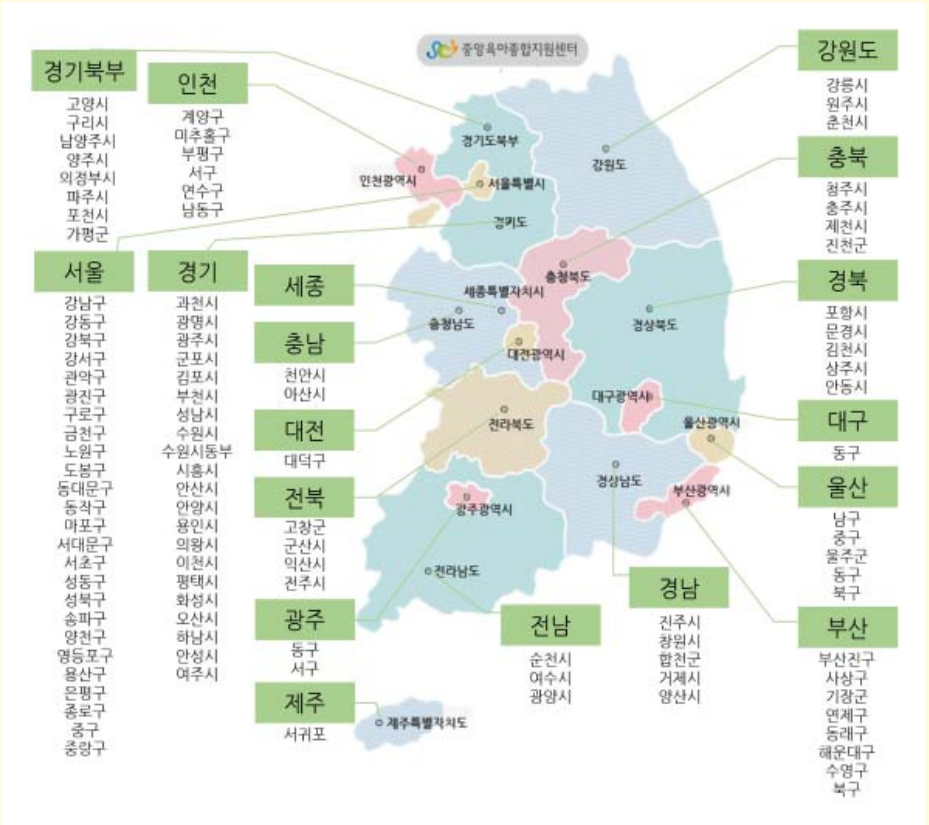 중앙육아종합지원센터
경기북부
고양시
구리시
남양주시
양주시
의정부시
파주시
포천시
가평군
인천
계양구
미추홀구
부평구
서구
연수구
남동구
서울
강남구
강동구
강북구
강서구
관악구
광진구
구로구
금천구
노원구
도봉구
동대문구
동작구
마포구
서대문구
서초구
성동구
성북구
송파구
양천구
영등포구
용산구
은평구
종로구
중구
중랑구
경기
과천시
광명시
광주시
군포시
김포시
부천시
성남시
수원시
수원시동부
시흥시
안산시
안양시
용인시
의왕시
이천시
평택시
화성시
오산시
하남시
안성시
여주시
세종
충남
천안시
아산시
대전
대덕구
전북
고창군
군산시
익산시
전주시
광주
동구
서구
제주
서귀포
경기도북부
강원도
인천광역시
서울특별시
경기도
충청북도
세종특별자치시
충청남도
경상북도
대전광역시
대구광역시
전라북도
울산광역시
경상남도
부산광역시
광주광역시
전라남도
제주특별자치도
전남
순천시
여수시
광양시
경남
진주시
창원시
합천군
거제시
양산시
강원도
강릉시
원주시
춘천시
충북
청주시
충주시
제천시
진천군
경북
포항시
문경시
김천시
상주시
안동시
대구
동구
울산
남구
중구
울주군
동구
북구
부산
부산진구
사상구
기장군
연제구
동래구
해운대구
수영구
북구